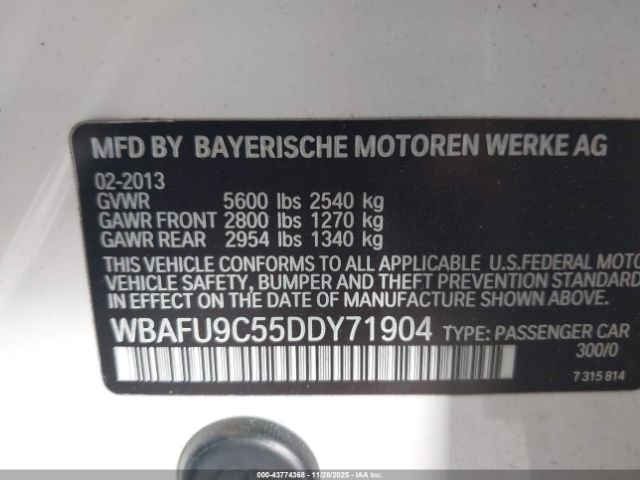 MFD BY BAYERISCHE MOTOREN WERKE AG
02-2013
GVWR 5600 lbs 2540 kg
GAWR FRONT 2800 lbs 1270 kg
GAWR REAR 2954 lbs 1340 kg
THIS VEHICLE CONFORMS TO ALL APPLICABLE U.S.FEDERAL MOTO
VEHICLE SAFETY, BUMPER AND THEFT PREVENTION STANDARD
IN EFFECT ON THE DATE OF MANUFACTURE SHOWN ABOVE.
WBAFU9C55DDY71904 TYPE: PASSENGER CAR
300/0
7 315 814
000-43774368 11/28/2025 IAAI.COM